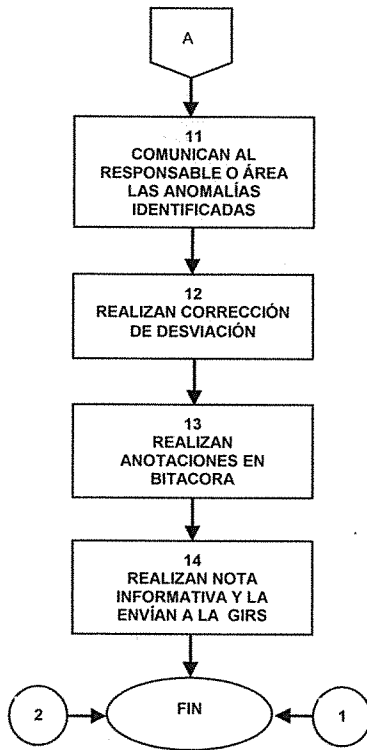 A
11
COMUNICAN AL
RESPONSABLE O ÁREA
LAS ANOMALÍAS
IDENTIFICADAS
12
REALIZAN CORRECCIÓN
DE DESVIACIÓN
13
REALIZAN
ANOTACIONES EN
BITACORA
14
REALIZAN NOTA
INFORMATIVA Y LA
ENVÍAN A LA GIRS
2
FIN
1